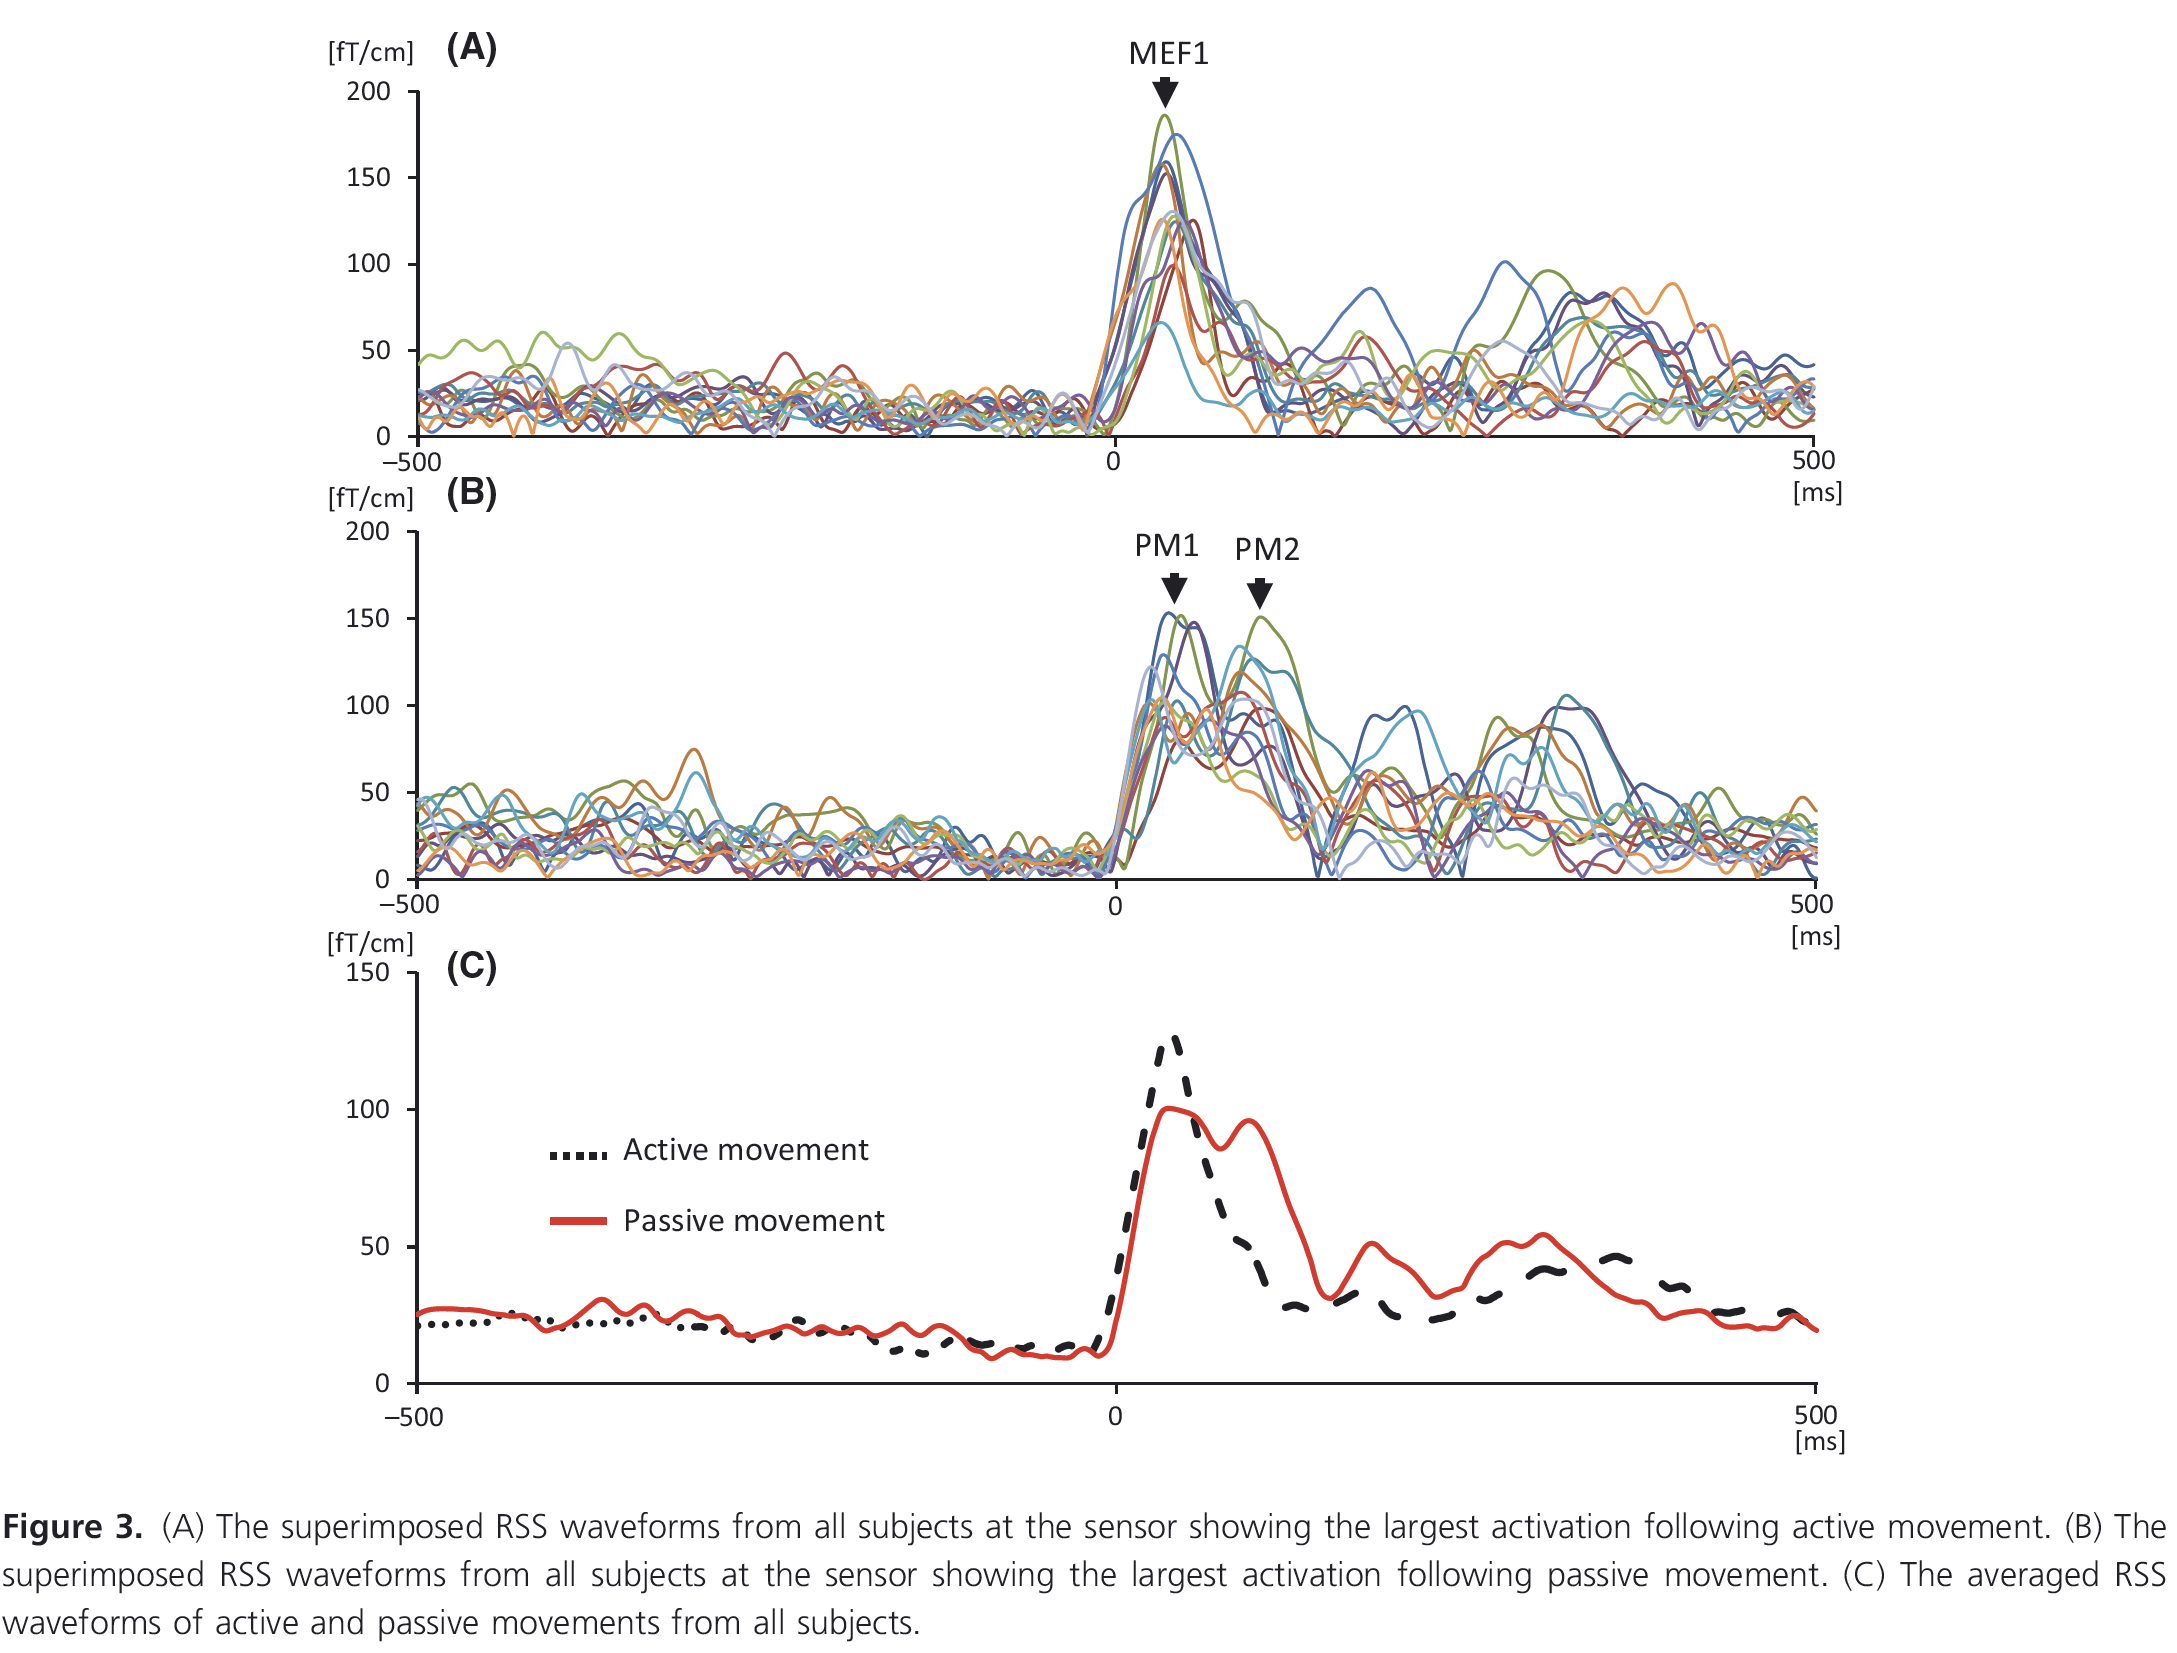 [fT/cm] (A)
MEF1
200
150
100
50
0
–500 0 500
[ms]
[fT/cm] (B)
200
PM1 PM2
150
100
50
0
–500 0 500
[ms]
[fT/cm] (C)
150
100
Active movement
Passive movement
50
0
–500 0 500
[ms]
Figure 3. (A) The superimposed RSS waveforms from all subjects at the sensor showing the largest activation following active movement. (B) The
superimposed RSS waveforms from all subjects at the sensor showing the largest activation following passive movement. (C) The averaged RSS
waveforms of active and passive movements from all subjects.